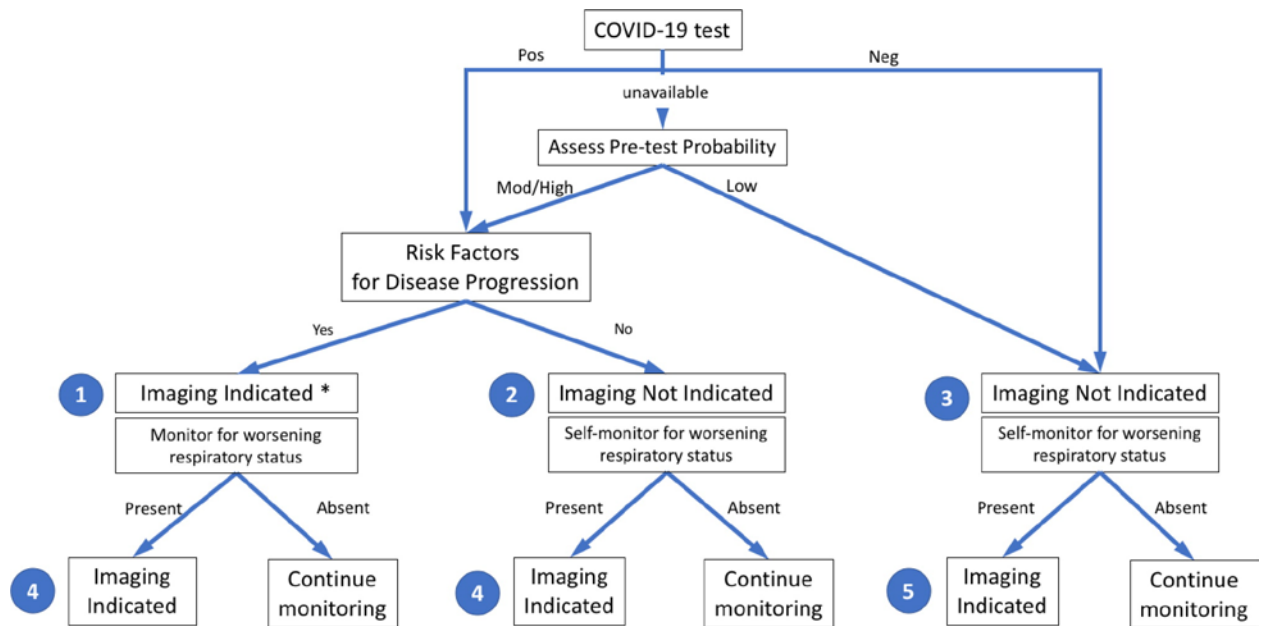 COVID-19 test
Pos
Neg
unavailable
Assess Pre-test Probability
Mod/High
Low
Risk Factors
for Disease Progression
Yes
No
1
Imaging Indicated *
2
Imaging Not Indicated
3
Imaging Not Indicated
Monitor for worsening
respiratory status
Self-monitor for worsening
respiratory status
Self-monitor for worsening
respiratory status
Present
Absent
Present
Absent
Present
Absent
4
Imaging
Indicated
Continue
monitoring
4
Imaging
Indicated
Continue
monitoring
5
Imaging
Indicated
Continue
monitoring